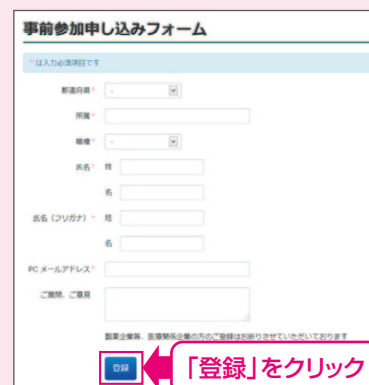 事前参加申し込みフォーム
* は入力必須項目です
都道府県 *
-
所属 *
職種 *
-
氏名 * 姓
名
氏名（フリガナ）* 姓
名
PC メールアドレス *
ご質問、ご意見
製薬企業等、医療関係企業の方のご登録はお断りさせていただいております
登録
「登録」をクリック